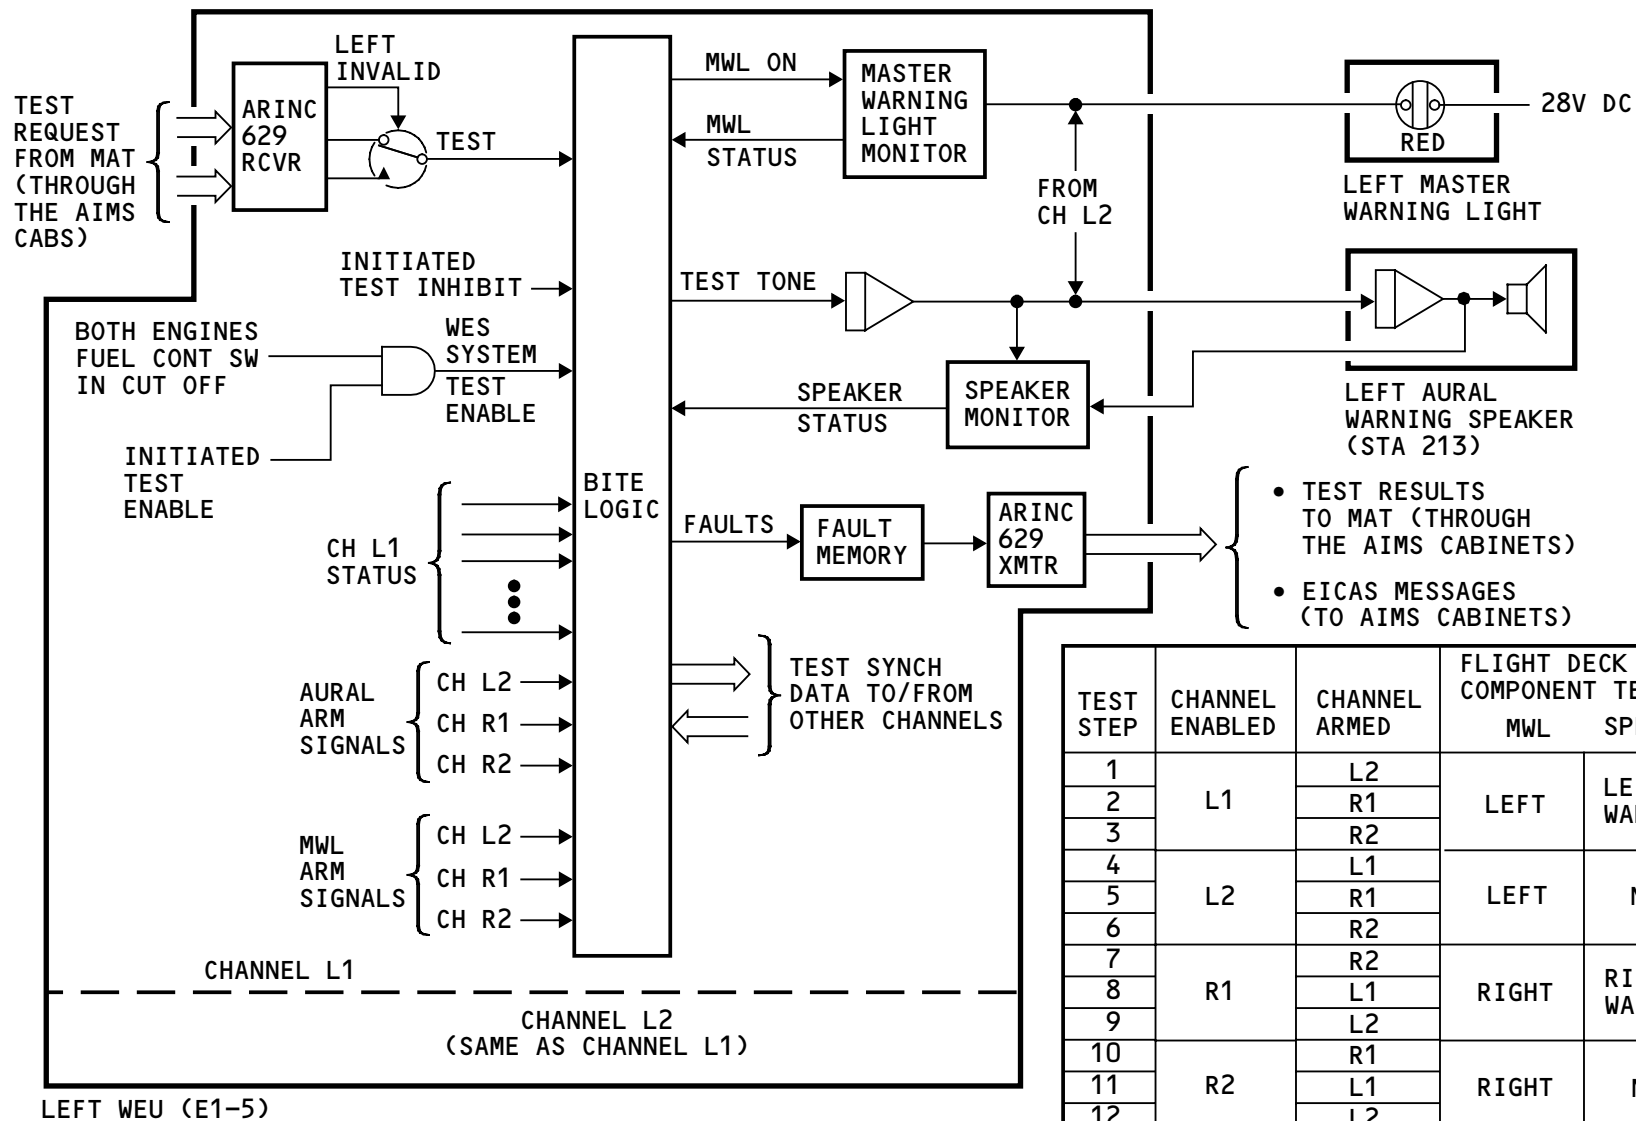 LEFT
INVALID
TEST
REQUEST
FROM MAT
(THROUGH
THE AIMS
CABS)
ARINC
629
RCVR
TEST
INITIATED
TEST INHIBIT
BOTH ENGINES
FUEL CONT SW
IN CUT OFF
WES
SYSTEM
TEST
ENABLE
INITIATED
TEST
ENABLE
CH L1
STATUS
AURAL
ARM
SIGNALS
CH L2
CH R1
CH R2
MWL
ARM
SIGNALS
CH L2
CH R1
CH R2
BITE
LOGIC
MWL ON
MWL
STATUS
MASTER
WARNING
LIGHT
MONITOR
FROM
CH L2
TEST TONE
SPEAKER
STATUS
SPEAKER
MONITOR
FAULTS
FAULT
MEMORY
ARINC
629
XMTR
TEST SYNCH
DATA TO/FROM
OTHER CHANNELS
28V DC
RED
LEFT MASTER
WARNING LIGHT
LEFT AURAL
WARNING SPEAKER
(STA 213)
• TEST RESULTS
TO MAT (THROUGH
THE AIMS CABINETS)
• EICAS MESSAGES
(TO AIMS CABINETS)
CHANNEL L1
CHANNEL L2
(SAME AS CHANNEL L1)
LEFT WEU (E1-5)
FLIGHT DECK
COMPONENT
TEST
STEP
CHANNEL
ENABLED
CHANNEL
ARMED
MWL
1 L2
2 L1 R1 LEFT
3 R2
4 L1
5 L2 R1 LEFT
6 R2
7 R2
8 R1 L1 RIGHT
9 L2
10 R1
11 R2 L1 RIGHT
12 L2